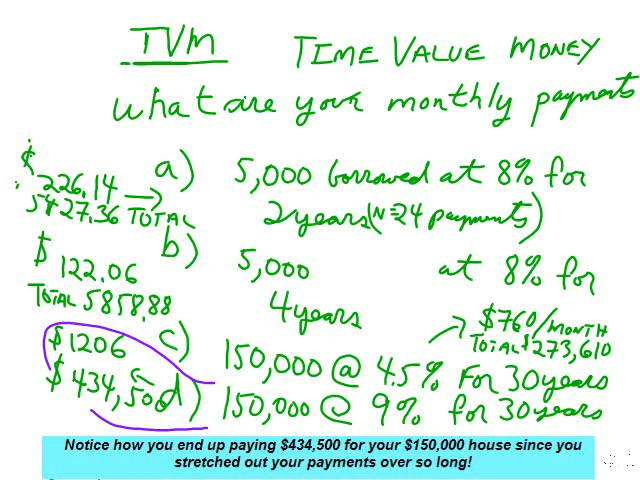 TVM TIME VALUE MONEY
what are your monthly payments
$226.14 → a) 5,000 borrowed at 8% for
5427.36 TOTAL 2 years (N=24 payments)
$122.06 b) 5,000 at 8% for
TOTAL 5858.88 4 years
→ $760/MONTH
TOTAL $273,610
$1206 c) 150,000 @ 4.5% FOR 30 years
$434,500 d) 150,000 @ 9% for 30 years
Notice how you end up paying $434,500 for your $150,000 house since you
stretched out your payments over so long!